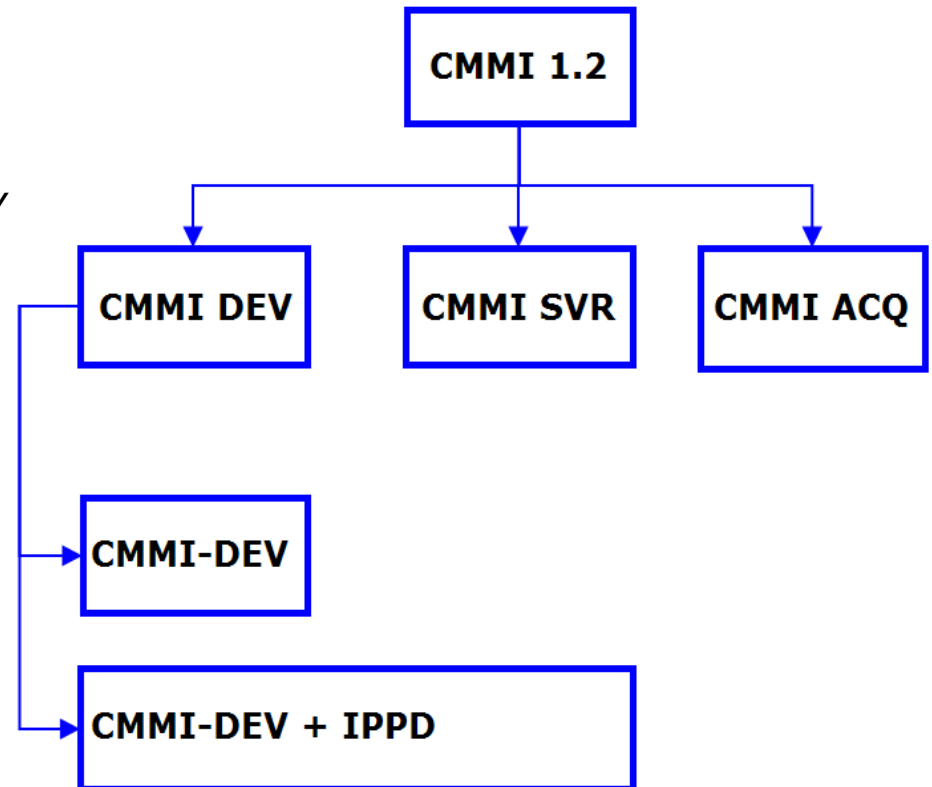 CMMI 1.2
CMMI DEV
CMMI SVR
CMMI ACQ
CMMI-DEV
CMMI-DEV + IPPD